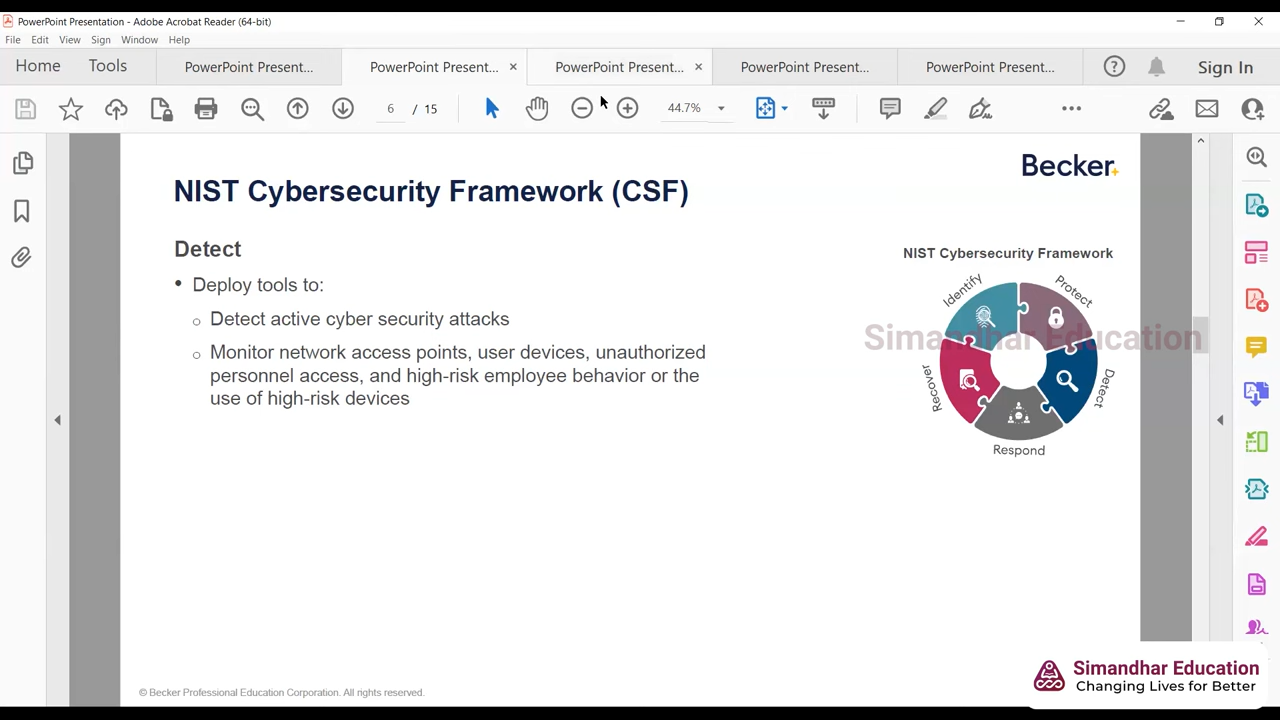 PowerPoint Presentation - Adobe Acrobat Reader (64-bit)
File Edit View Sign Window Help
Home Tools PowerPoint Present... PowerPoint Present... × PowerPoint Present... × PowerPoint Present... PowerPoint Present... Sign In
6 / 15 44.7%
Becker
NIST Cybersecurity Framework (CSF)
Detect
• Deploy tools to:
o Detect active cyber security attacks
o Monitor network access points, user devices, unauthorized
personnel access, and high-risk employee behavior or the
use of high-risk devices
NIST Cybersecurity Framework
Identify
Protect
Detect
Respond
Recover
Simandhar Education
© Becker Professional Education Corporation. All rights reserved.
Simandhar Education
Changing Lives for Better